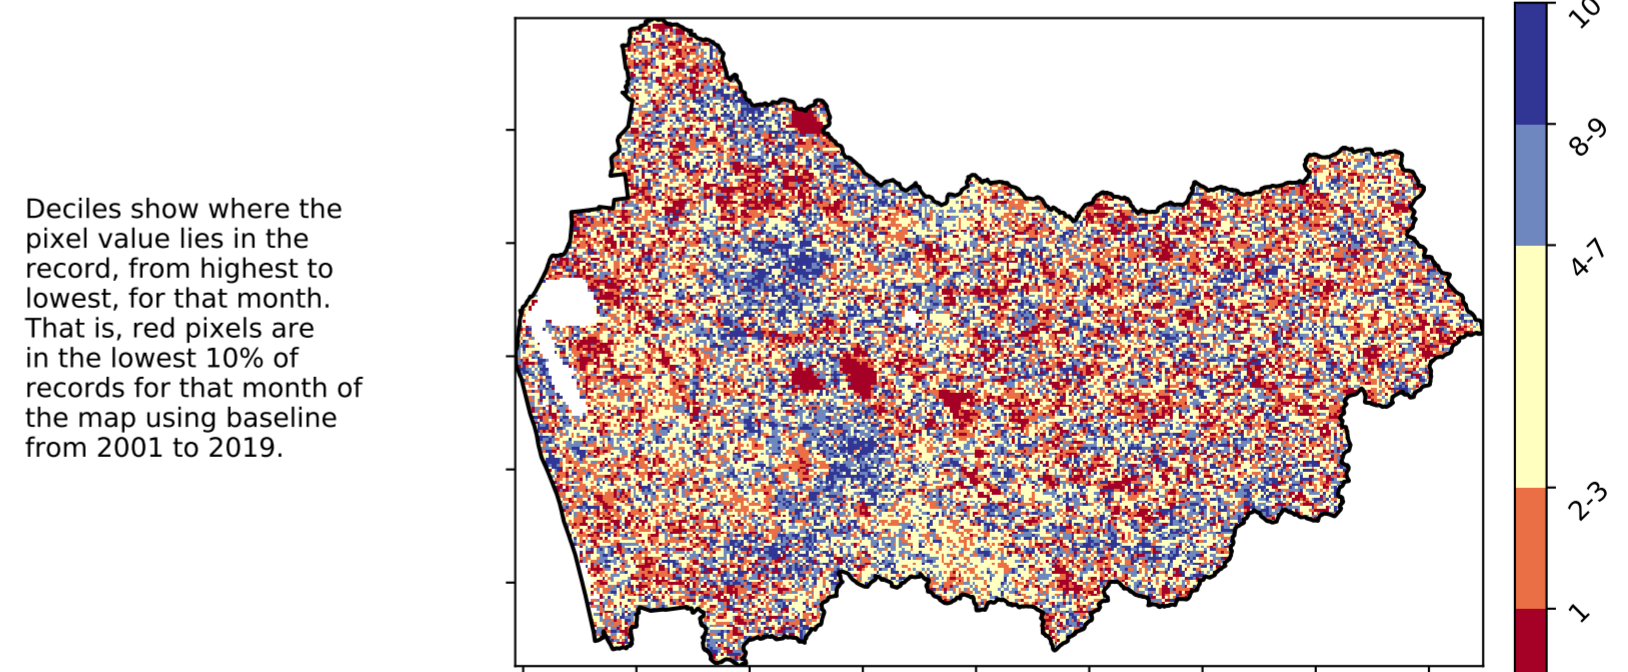 Deciles show where the
pixel value lies in the
record, from highest to
lowest, for that month.
That is, red pixels are
in the lowest 10% of
records for that month of
the map using baseline
from 2001 to 2019.
10
8-9
4-7
2-3
1